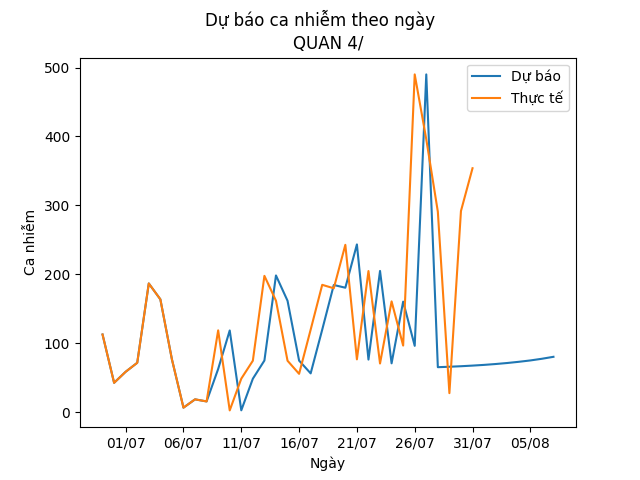 Dự báo ca nhiễm theo ngày
QUAN 4/
500
400
300
200
100
0
Ca nhiễm
Dự báo
Thực tế
01/07 06/07 11/07 16/07 21/07 26/07 31/07 05/08
Ngày